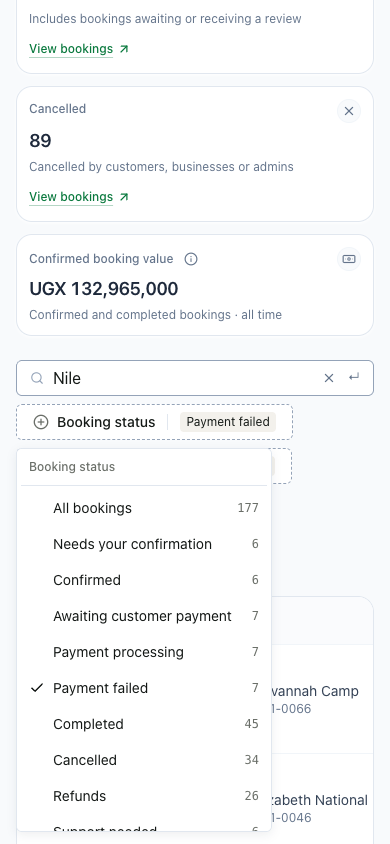 Includes bookings awaiting or receiving a review
View bookings
Cancelled
89
Cancelled by customers, businesses or admins
View bookings
Confirmed booking value
UGX 132,965,000
Confirmed and completed bookings · all time
Nile
Booking status Payment failed
Booking status
All bookings 177
Needs your confirmation 6
Confirmed 6
Awaiting customer payment 7
Payment processing 7
Payment failed 7
Completed 45
Cancelled 34
Refunds 26
Support needed 6
vannah Camp
1-0066
zabeth National
1-0046